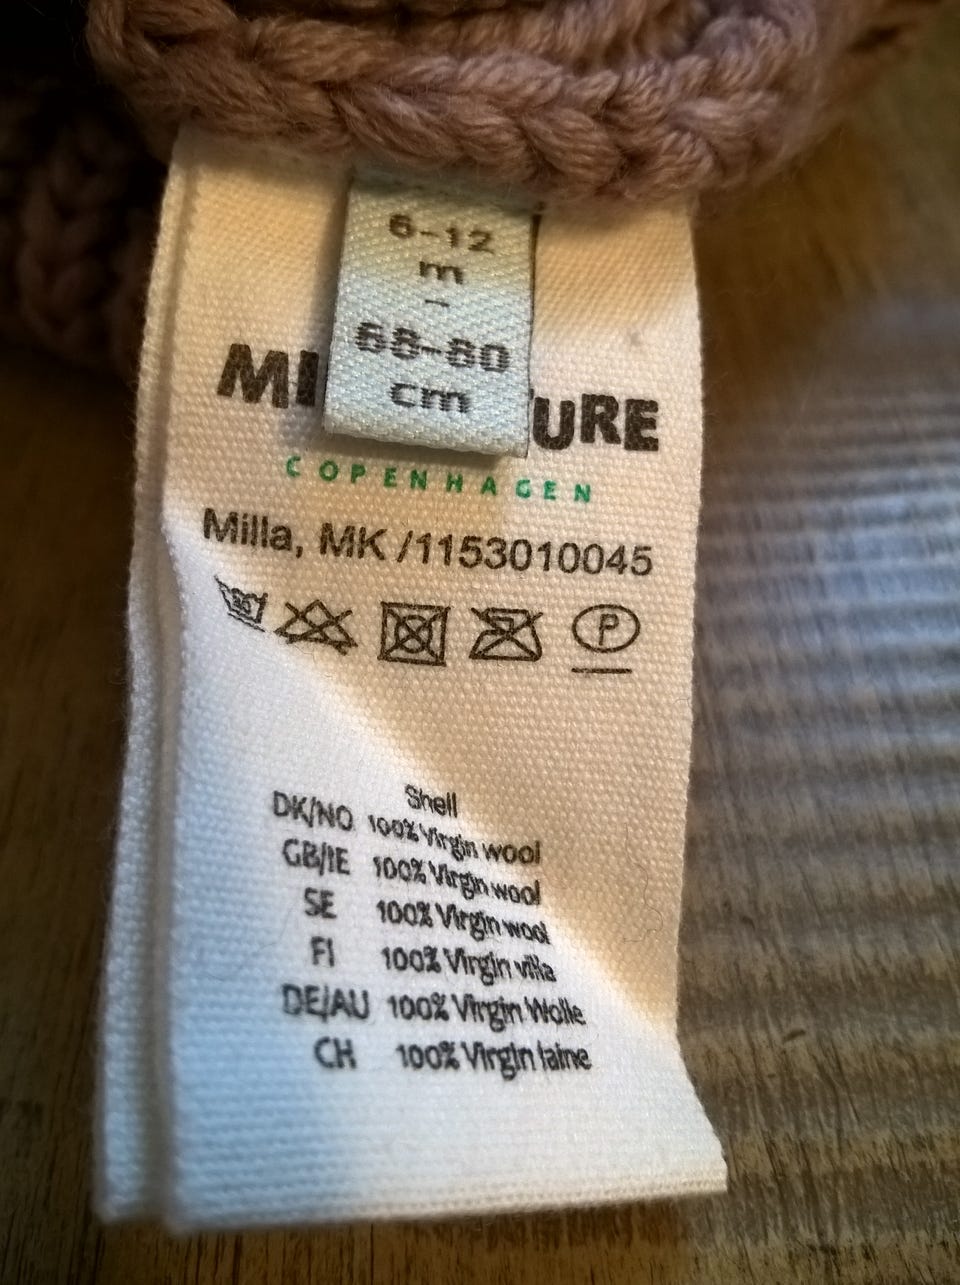 6-12
m
-
68-80
cm
MI URE
COPENHAGEN
Milla, MK /1153010045
30
P
Shell
DK/NO 100% Virgin wool
GB/IE 100% Virgin wool
SE 100% Virgin wool
FI 100% Virgin villa
DE/AU 100% Virgin Wolle
CH 100% Virgin laine